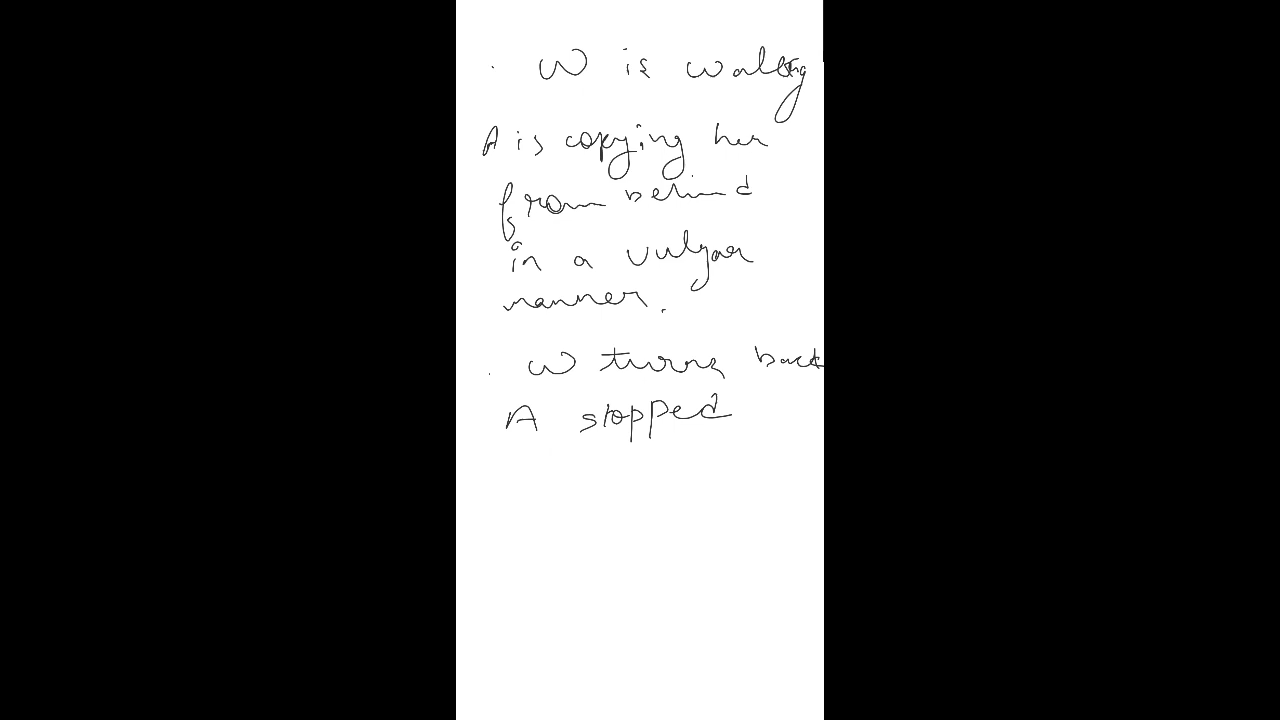 . W is walking
A is copying her
from behind
in a vulgar
manner.
. W turns back
A stopped